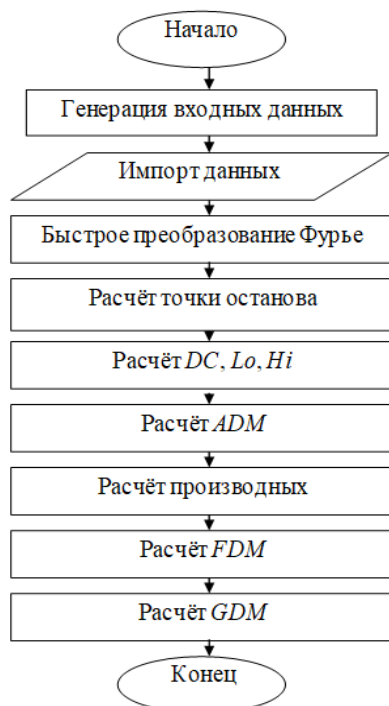 Начало
Генерация входных данных
Импорт данных
Быстрое преобразование Фурье
Расчёт точки останова
Расчёт DC, Lo, Hi
Расчёт ADM
Расчёт производных
Расчёт FDM
Расчёт GDM
Конец